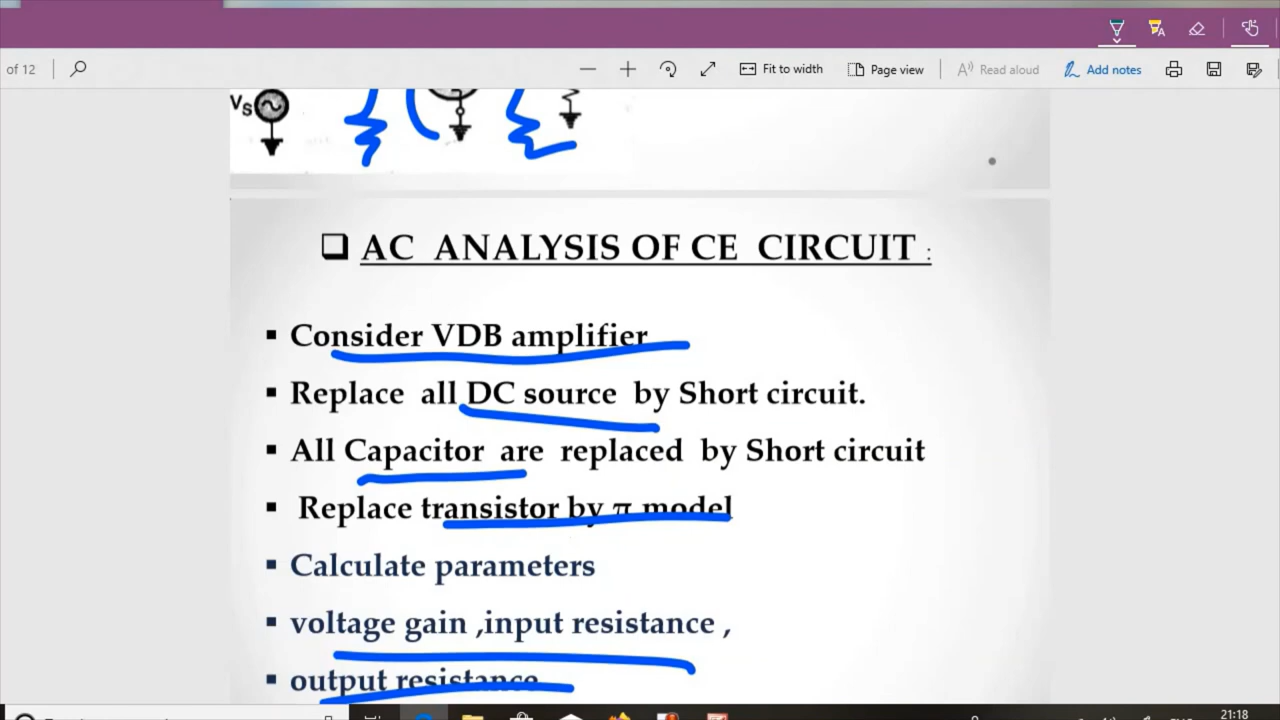 of 12
Fit to width
Page view
Read aloud
Add notes
VS
❑ AC ANALYSIS OF CE CIRCUIT :
▪ Consider VDB amplifier
▪ Replace all DC source by Short circuit.
▪ All Capacitor are replaced by Short circuit
▪ Replace transistor by π model
▪ Calculate parameters
▪ voltage gain ,input resistance ,
▪ output resistance
21:18